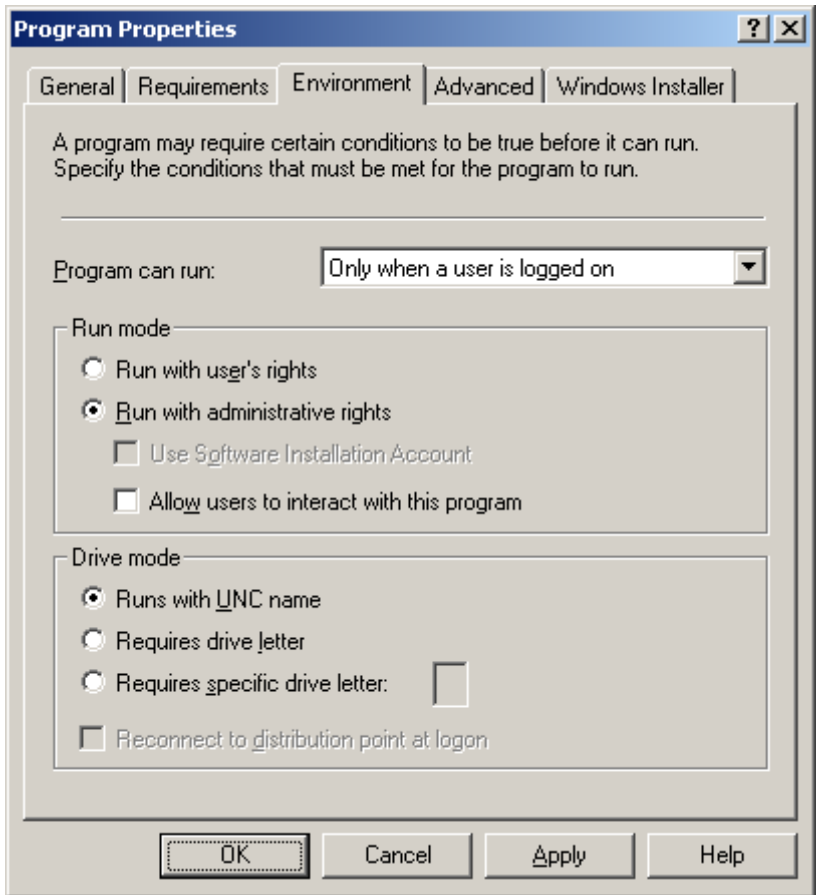 Program Properties
General Requirements Environment Advanced Windows Installer
A program may require certain conditions to be true before it can run.
Specify the conditions that must be met for the program to run.
Program can run: Only when a user is logged on
Run mode
Run with user's rights
Run with administrative rights
Use Software Installation Account
Allow users to interact with this program
Drive mode
Runs with UNC name
Requires drive letter
Requires specific drive letter:
Reconnect to distribution point at logon
OK Cancel Apply Help